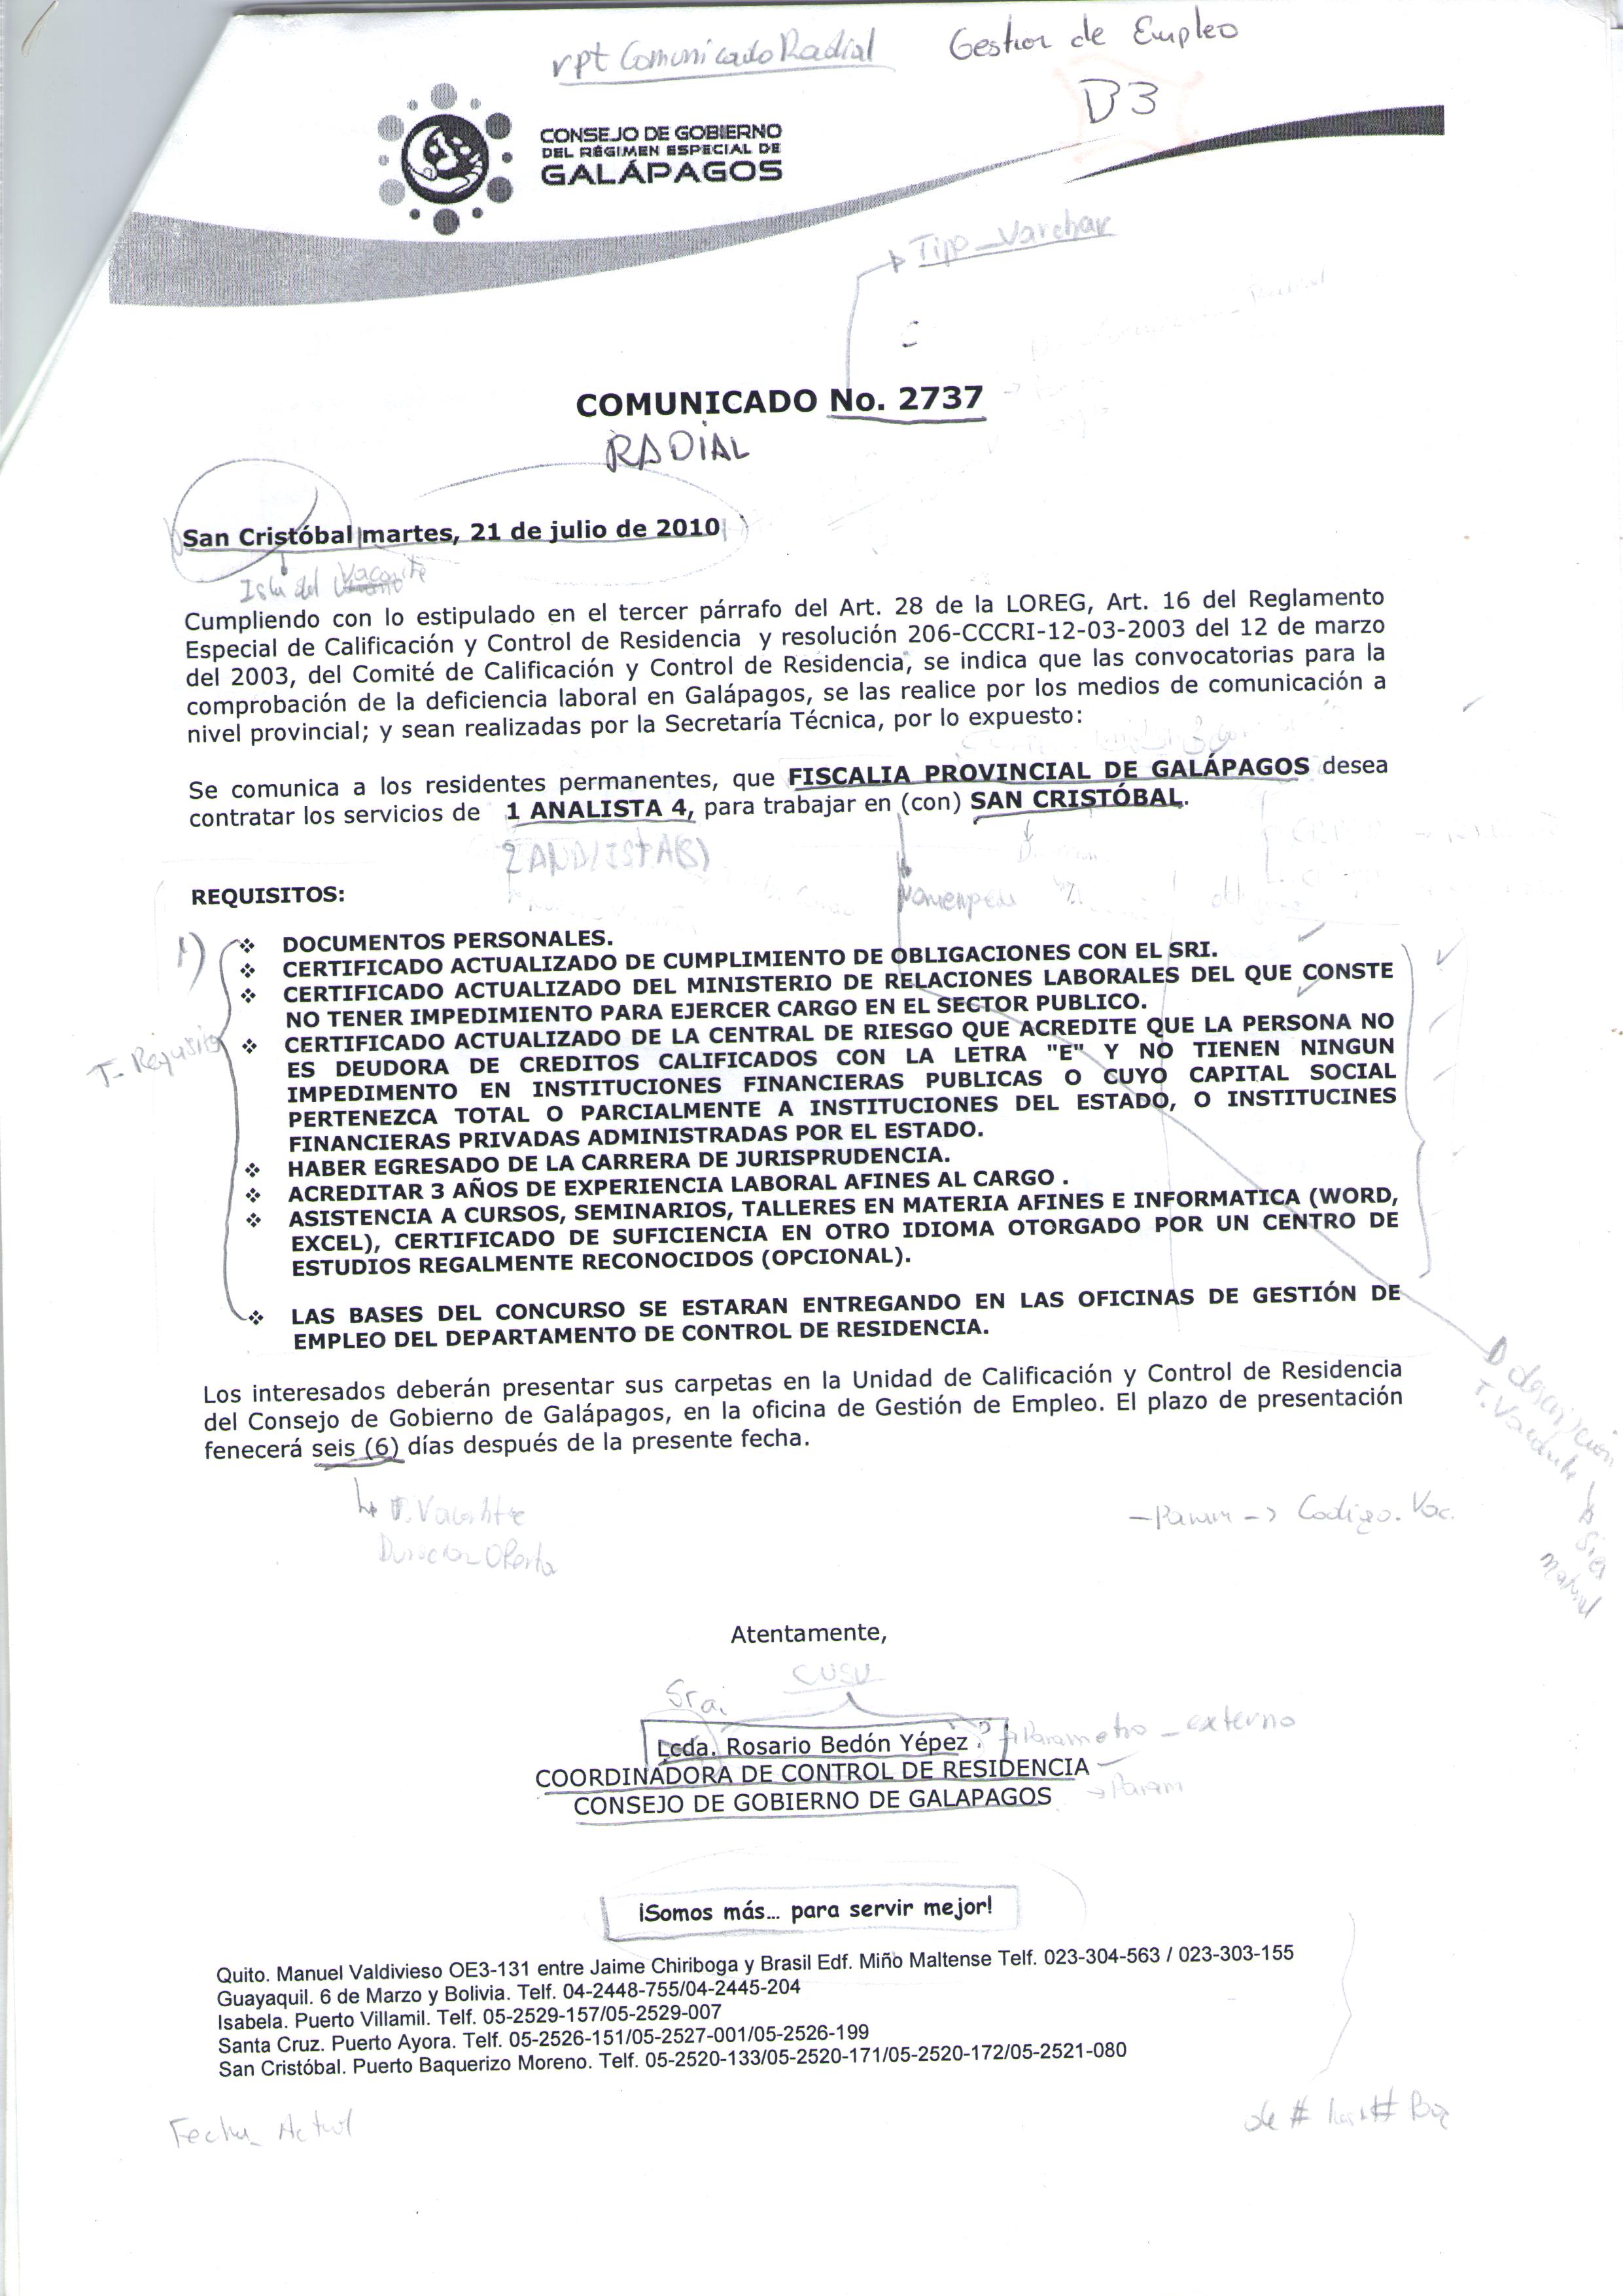 rpt ComunicadoRadial
Gestion de Empleo
D3
CONSEJO DE GOBIERNO
DEL RÉGIMEN ESPECIAL DE
GALÁPAGOS
Tipo_Varchar
COMUNICADO No. 2737
RADIAL
San Cristóbal martes, 21 de julio de 2010
Isla del Vacante
Cumpliendo con lo estipulado en el tercer párrafo del Art. 28 de la LOREG, Art. 16 del Reglamento
Especial de Calificación y Control de Residencia y resolución 206-CCCRI-12-03-2003 del 12 de marzo
del 2003, del Comité de Calificación y Control de Residencia, se indica que las convocatorias para la
comprobación de la deficiencia laboral en Galápagos, se las realice por los medios de comunicación a
nivel provincial; y sean realizadas por la Secretaría Técnica, por lo expuesto:
Se comunica a los residentes permanentes, que FISCALIA PROVINCIAL DE GALÁPAGOS desea
contratar los servicios de 1 ANALISTA 4, para trabajar en (con) SAN CRISTÓBAL.
2 ANALISTA(S)
REQUISITOS:
1)
T- Requisito
❖ DOCUMENTOS PERSONALES.
❖ CERTIFICADO ACTUALIZADO DE CUMPLIMIENTO DE OBLIGACIONES CON EL SRI.
❖ CERTIFICADO ACTUALIZADO DEL MINISTERIO DE RELACIONES LABORALES DEL QUE CONSTE
NO TENER IMPEDIMENTO PARA EJERCER CARGO EN EL SECTOR PUBLICO.
❖ CERTIFICADO ACTUALIZADO DE LA CENTRAL DE RIESGO QUE ACREDITE QUE LA PERSONA NO
ES DEUDORA DE CREDITOS CALIFICADOS CON LA LETRA "E" Y NO TIENEN NINGUN
IMPEDIMENTO EN INSTITUCIONES FINANCIERAS PUBLICAS O CUYO CAPITAL SOCIAL
PERTENEZCA TOTAL O PARCIALMENTE A INSTITUCIONES DEL ESTADO, O INSTITUCINES
FINANCIERAS PRIVADAS ADMINISTRADAS POR EL ESTADO.
❖ HABER EGRESADO DE LA CARRERA DE JURISPRUDENCIA.
❖ ACREDITAR 3 AÑOS DE EXPERIENCIA LABORAL AFINES AL CARGO .
❖ ASISTENCIA A CURSOS, SEMINARIOS, TALLERES EN MATERIA AFINES E INFORMATICA (WORD,
EXCEL), CERTIFICADO DE SUFICIENCIA EN OTRO IDIOMA OTORGADO POR UN CENTRO DE
ESTUDIOS REGALMENTE RECONOCIDOS (OPCIONAL).
❖ LAS BASES DEL CONCURSO SE ESTARAN ENTREGANDO EN LAS OFICINAS DE GESTIÓN DE
EMPLEO DEL DEPARTAMENTO DE CONTROL DE RESIDENCIA.
descripcion
Los interesados deberán presentar sus carpetas en la Unidad de Calificación y Control de Residencia
del Consejo de Gobierno de Galápagos, en la oficina de Gestión de Empleo. El plazo de presentación
fenecerá seis (6) días después de la presente fecha.
T. Vacante
Duracion_Oferta
-Param -> Codigo. Vac.
Atentamente,
CUSU
Sra.
Lcda. Rosario Bedón Yépez
Parametro_externo
COORDINADORA DE CONTROL DE RESIDENCIA
CONSEJO DE GOBIERNO DE GALAPAGOS
->Param
¡Somos más... para servir mejor!
Quito. Manuel Valdivieso OE3-131 entre Jaime Chiriboga y Brasil Edf. Miño Maltense Telf. 023-304-563 / 023-303-155
Guayaquil. 6 de Marzo y Bolivia. Telf. 04-2448-755/04-2445-204
Isabela. Puerto Villamil. Telf. 05-2529-157/05-2529-007
Santa Cruz. Puerto Ayora. Telf. 05-2526-151/05-2527-001/05-2526-199
San Cristóbal. Puerto Baquerizo Moreno. Telf. 05-2520-133/05-2520-171/05-2520-172/05-2521-080
Fecha_Actual